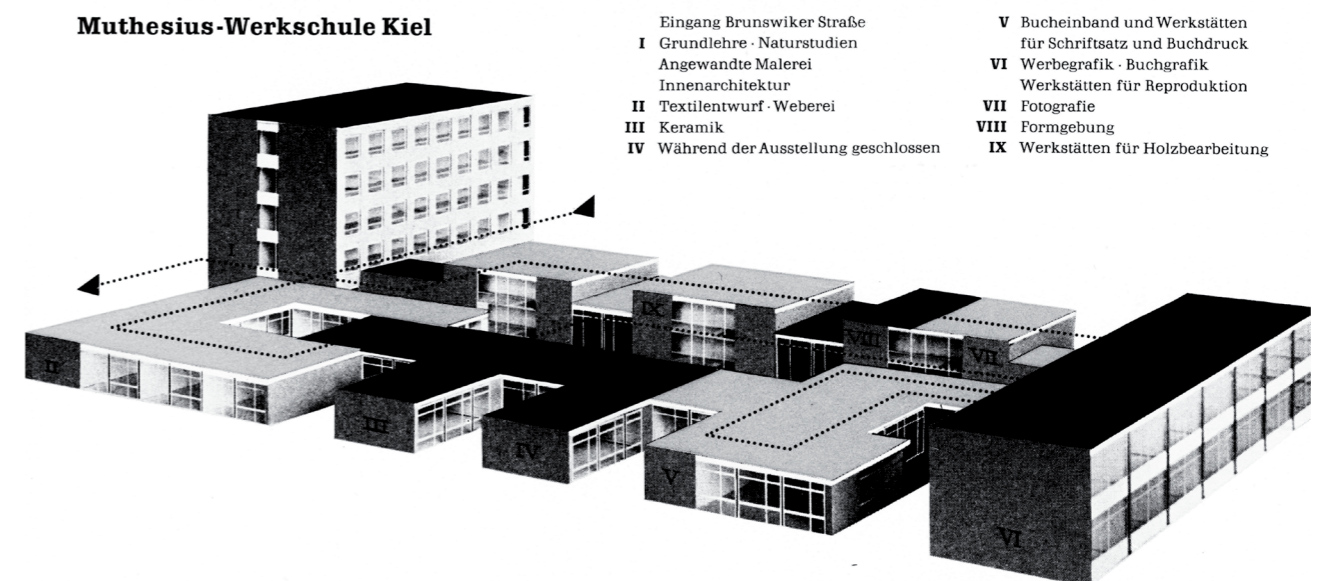 Muthesius-Werkschule Kiel
Eingang Brunswiker Straße
I Grundlehre · Naturstudien
Angewandte Malerei
Innenarchitektur
II Textilentwurf · Weberei
III Keramik
IV Während der Ausstellung geschlossen
V Bucheinband und Werkstätten
für Schriftsatz und Buchdruck
VI Werbegrafik · Buchgrafik
Werkstätten für Reproduktion
VII Fotografie
VIII Formgebung
IX Werkstätten für Holzbearbeitung
I
IX
VIII
VII
II
III
IV
V
VI